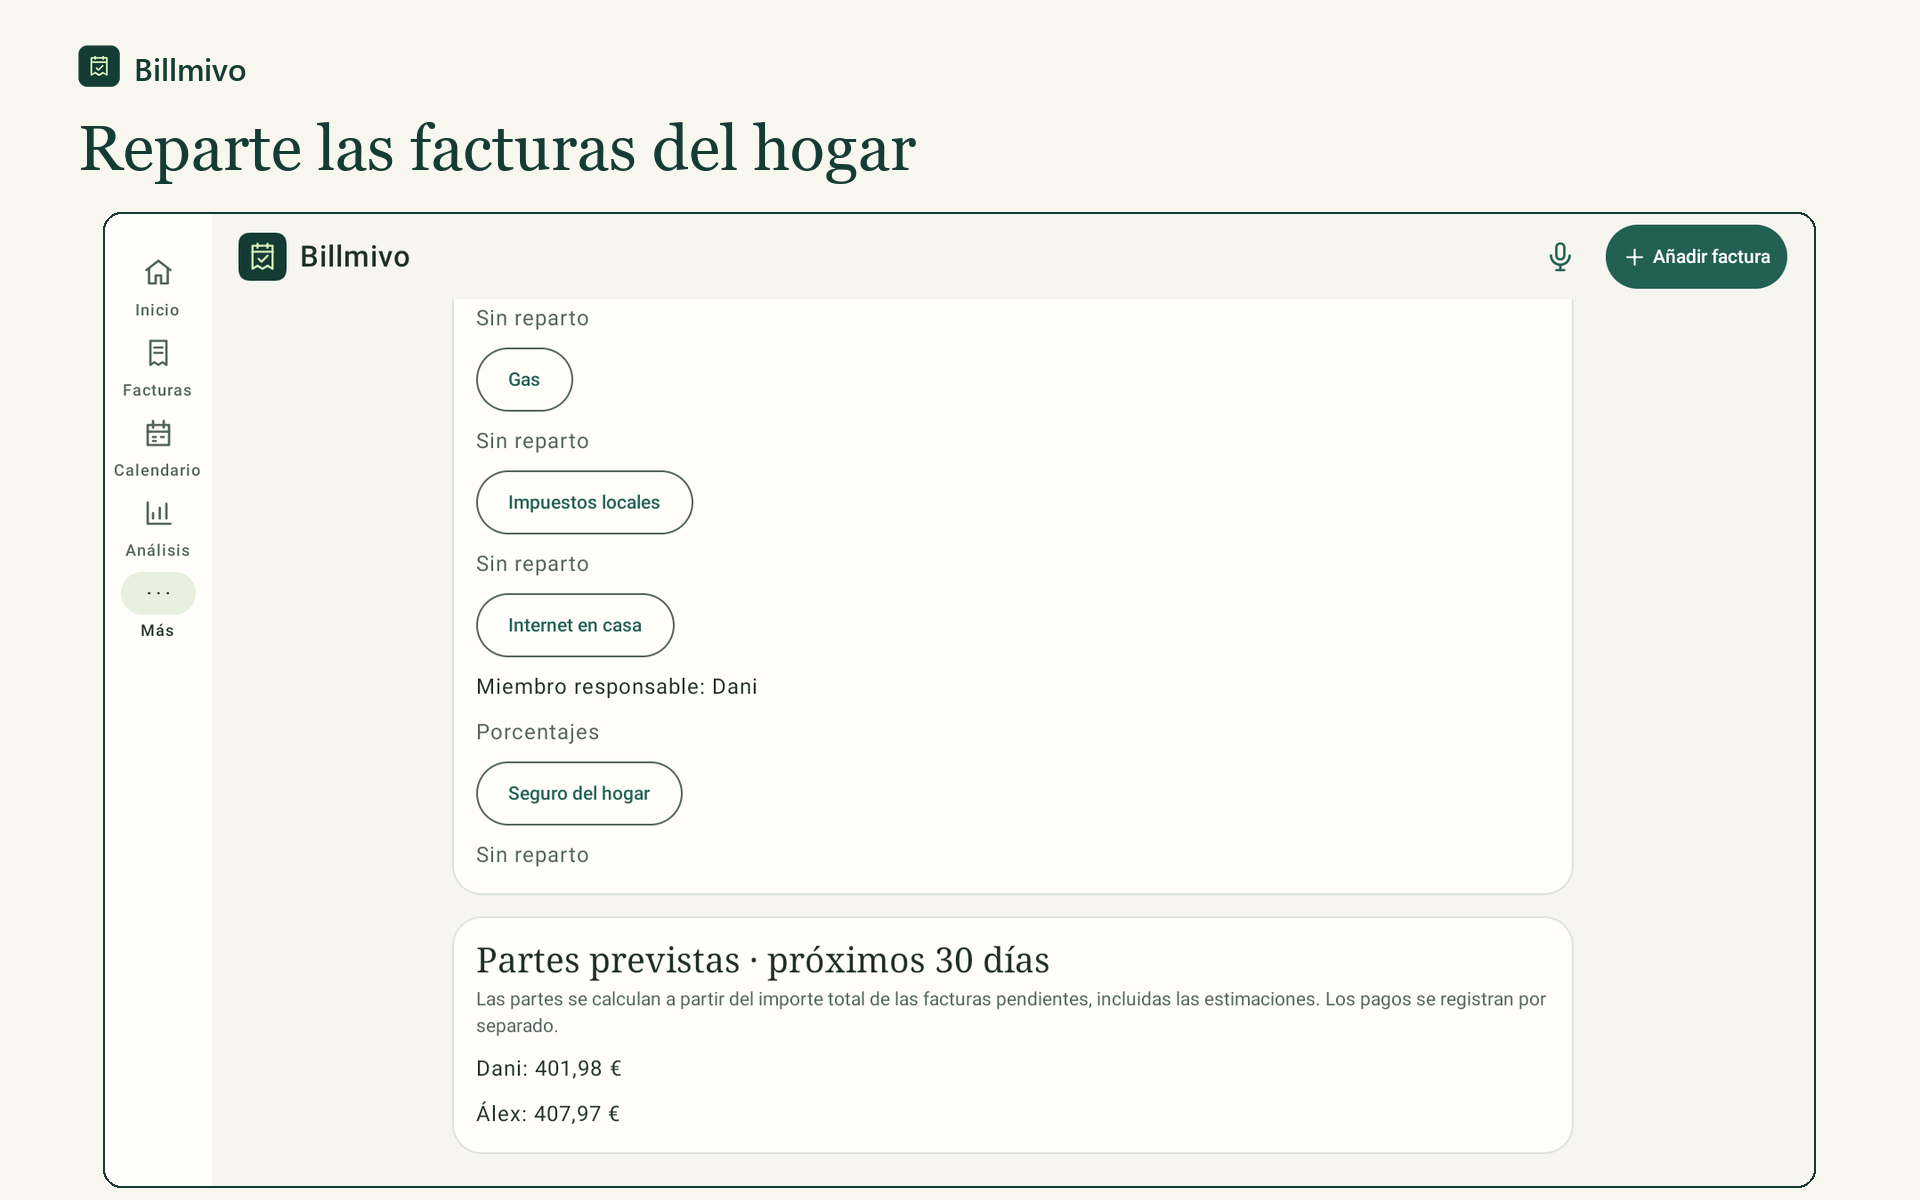 Billmivo
Reparte las facturas del hogar
Billmivo
Añadir factura
Inicio
Facturas
Calendario
Análisis
Más
Sin reparto
Gas
Sin reparto
Impuestos locales
Sin reparto
Internet en casa
Miembro responsable: Dani
Porcentajes
Seguro del hogar
Sin reparto
Partes previstas · próximos 30 días
Las partes se calculan a partir del importe total de las facturas pendientes, incluidas las estimaciones. Los pagos se registran por
separado.
Dani: 401,98 €
Álex: 407,97 €